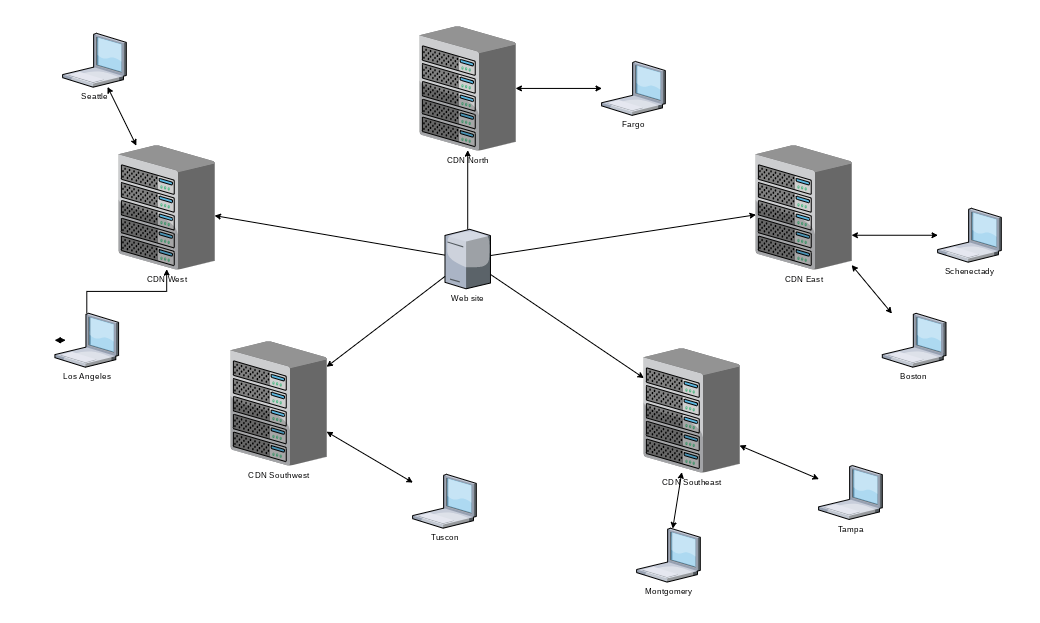 Seattle
CDN North
Fargo
CDN West
CDN East
Schenectady
Web site
Los Angeles
Boston
CDN Southwest
CDN Southeast
Tuscon
Tampa
Montgomery